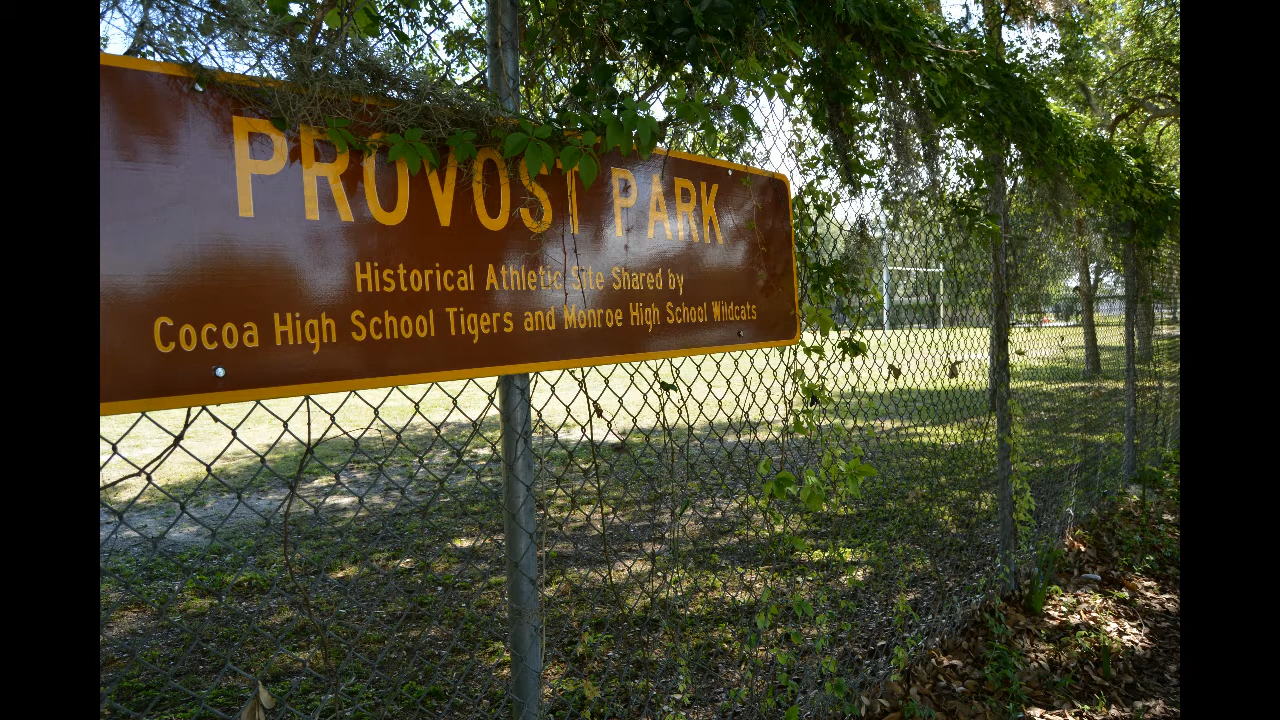 PROVOST PARK
Historical Athletic Site Shared by
Cocoa High School Tigers and Monroe High School Wildcats